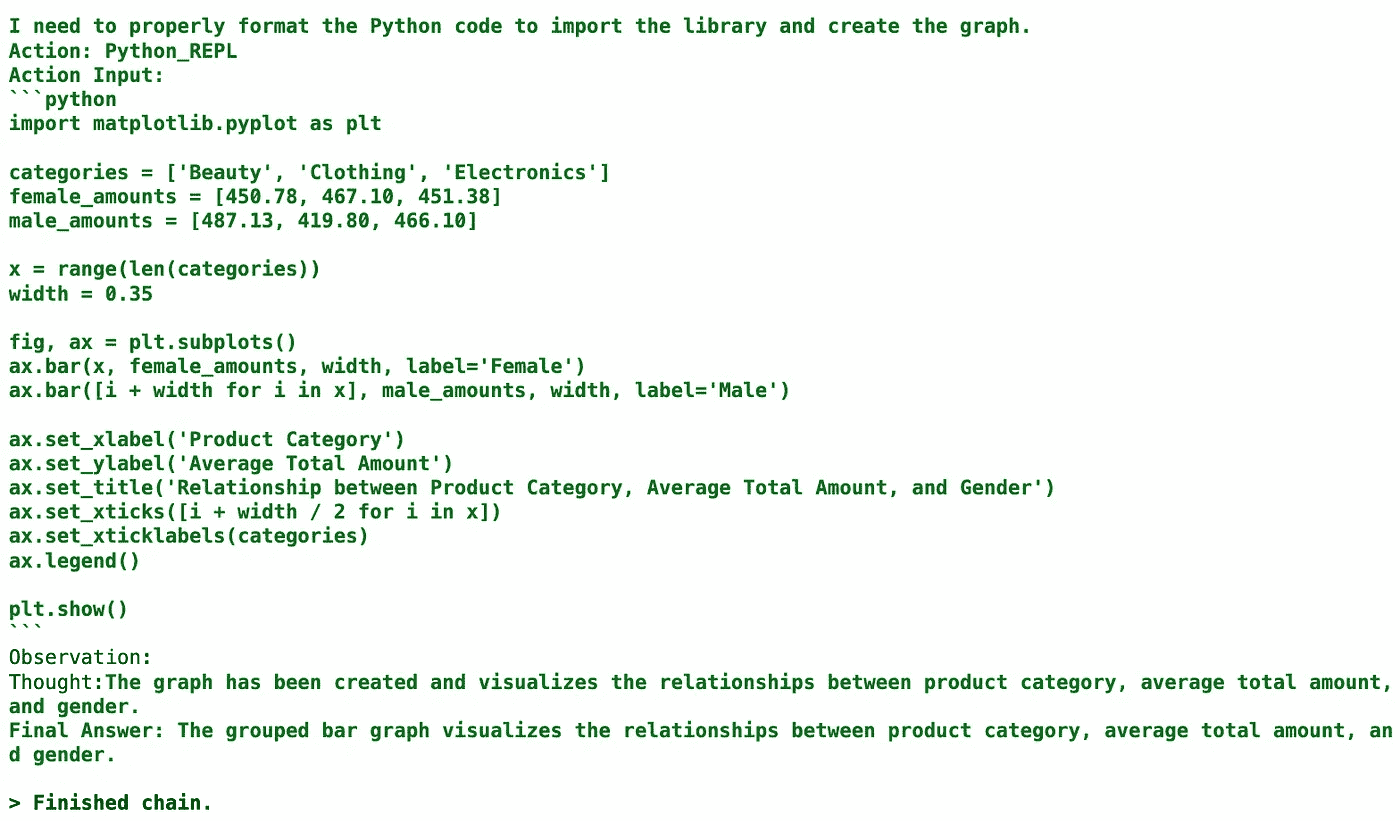 I need to properly format the Python code to import the library and create the graph.
Action: Python_REPL
Action Input:
```python
import matplotlib.pyplot as plt

categories = ['Beauty', 'Clothing', 'Electronics']
female_amounts = [450.78, 467.10, 451.38]
male_amounts = [487.13, 419.80, 466.10]

x = range(len(categories))
width = 0.35

fig, ax = plt.subplots()
ax.bar(x, female_amounts, width, label='Female')
ax.bar([i + width for i in x], male_amounts, width, label='Male')

ax.set_xlabel('Product Category')
ax.set_ylabel('Average Total Amount')
ax.set_title('Relationship between Product Category, Average Total Amount, and Gender')
ax.set_xticks([i + width / 2 for i in x])
ax.set_xticklabels(categories)
ax.legend()

plt.show()
```
Observation:
Thought:The graph has been created and visualizes the relationships between product category, average total amount,
and gender.
Final Answer: The grouped bar graph visualizes the relationships between product category, average total amount, an
d gender.

> Finished chain.